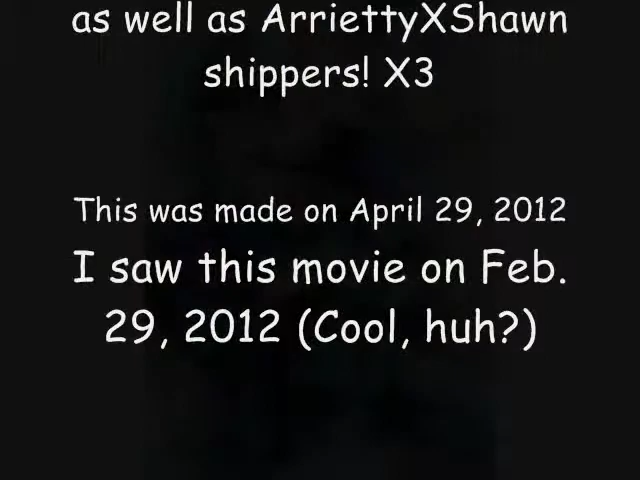 as well as ArriettyXShawn
shippers! X3
This was made on April 29, 2012
I saw this movie on Feb.
29, 2012 (Cool, huh?)